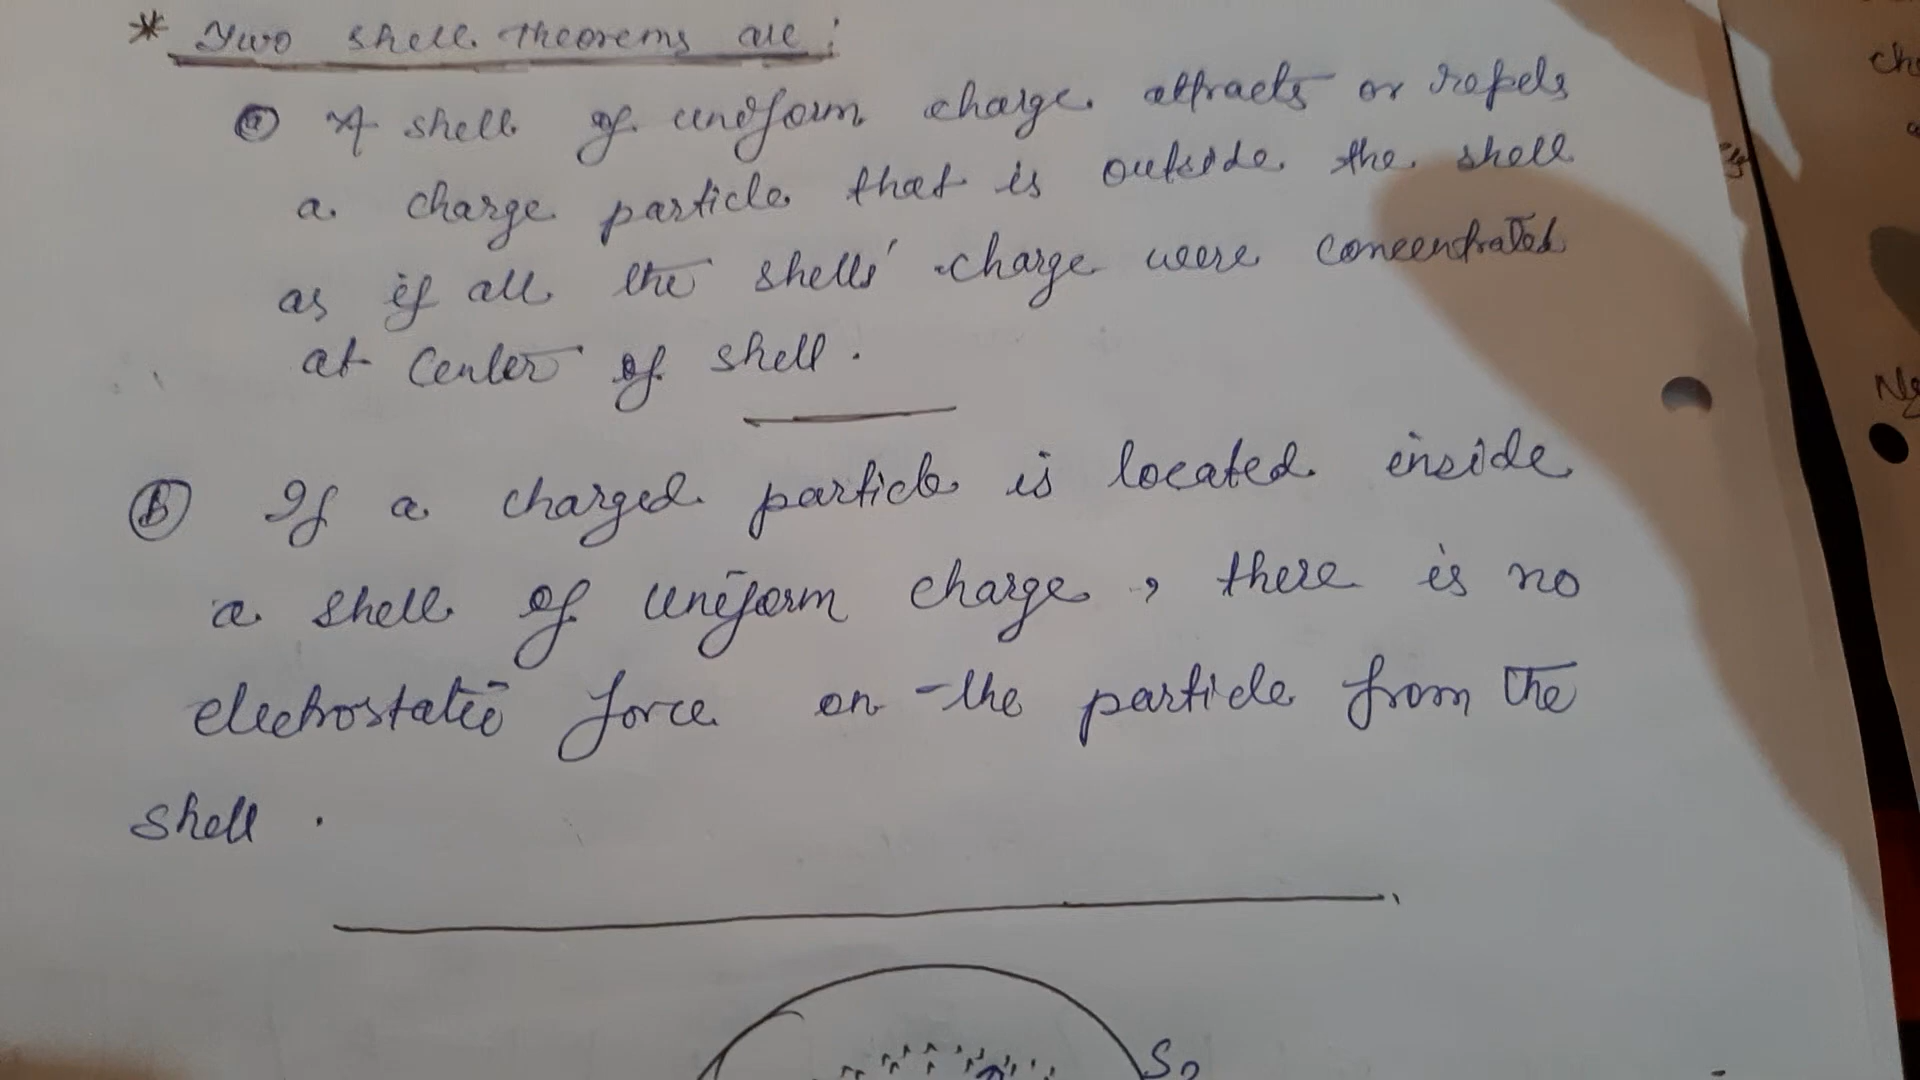 * Two shell theorems are:
ⓐ A shell of uniform charge attracts or repels
a charge particle that is outside the shell
as if all the shells' charge were concentrated
at center of shell.
Ⓑ If a charged particle is located inside
a shell of uniform charge, there is no
electrostatic force on the particle from the
shell.
S2